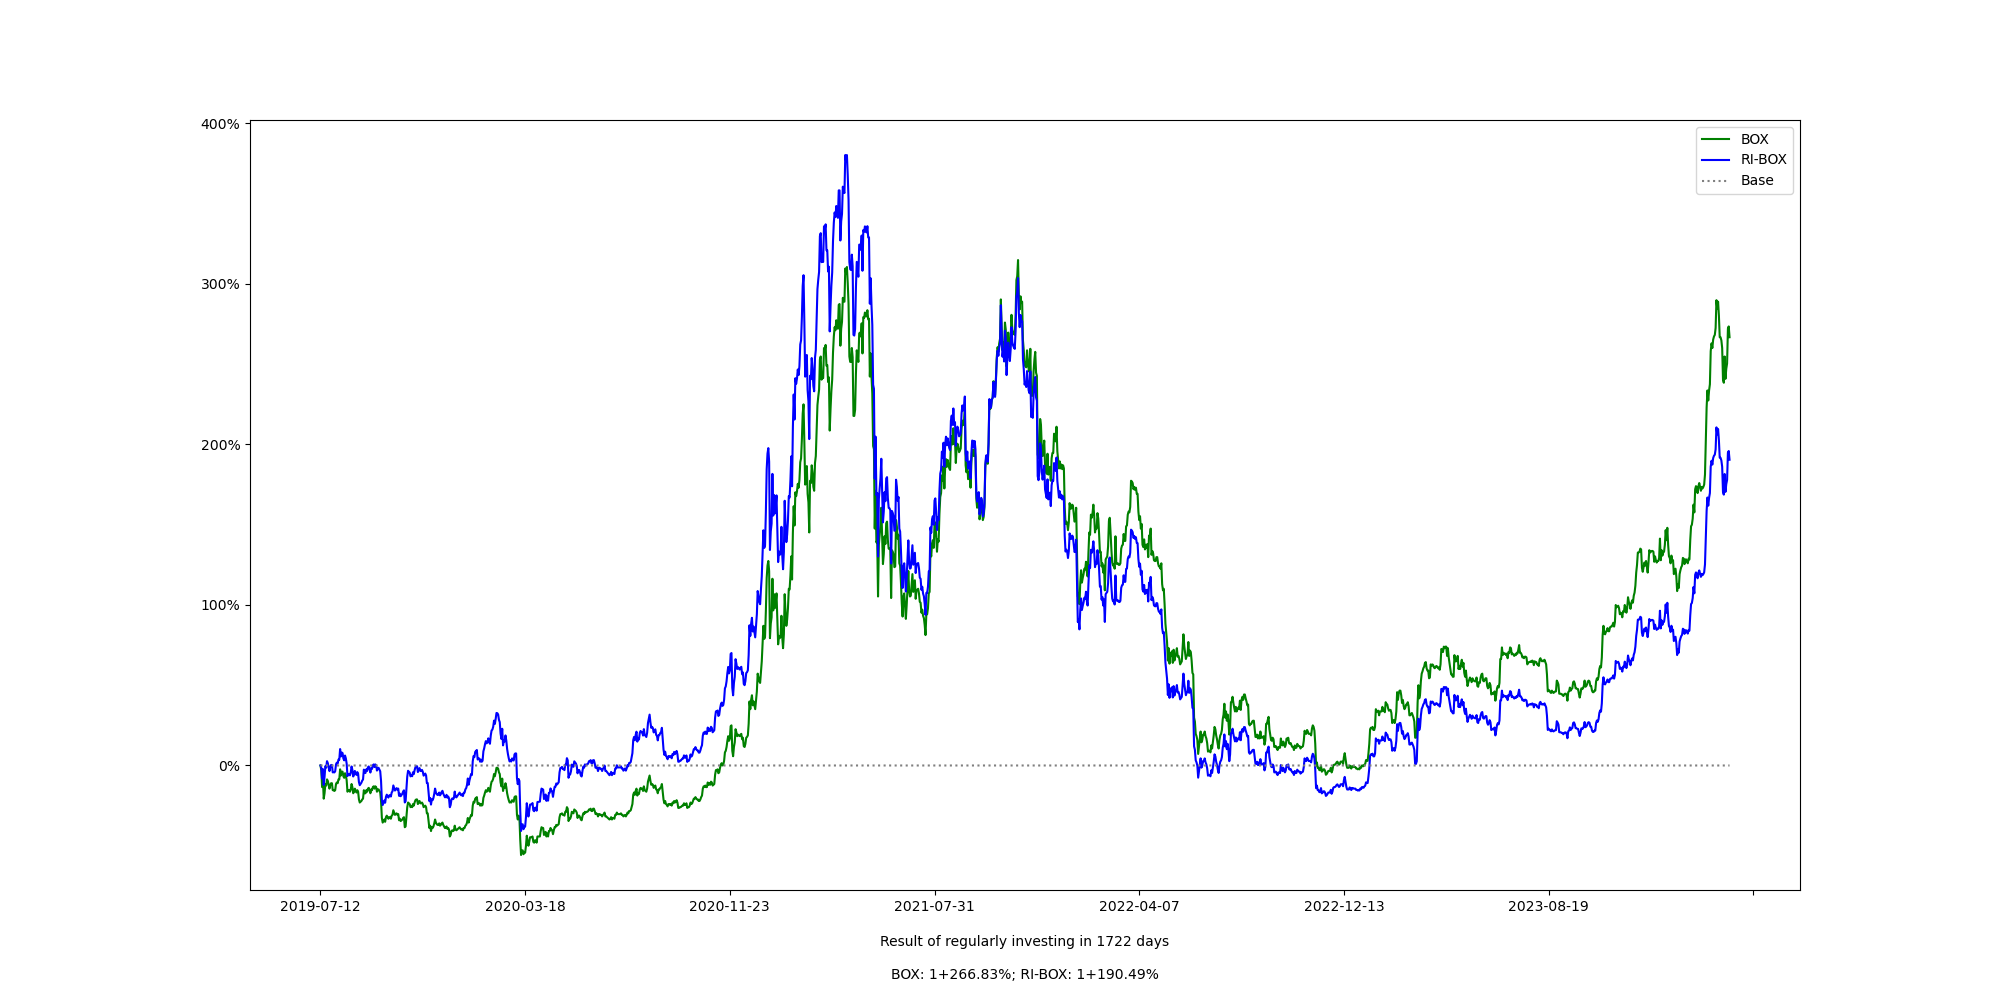 400%
300%
200%
100%
0%
BOX
RI-BOX
Base
2019-07-12 2020-03-18 2020-11-23 2021-07-31 2022-04-07 2022-12-13 2023-08-19
Result of regularly investing in 1722 days
BOX: 1+266.83%; RI-BOX: 1+190.49%